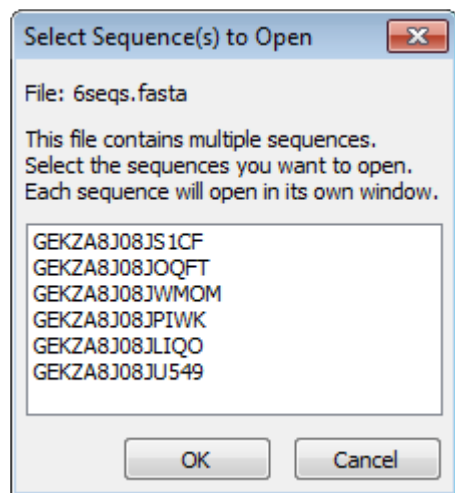 Select Sequence(s) to Open
File: 6seqs.fasta
This file contains multiple sequences.
Select the sequences you want to open.
Each sequence will open in its own window.
GEKZA8J08JS1CF
GEKZA8J08JOQFT
GEKZA8J08JWMOM
GEKZA8J08JPIWK
GEKZA8J08JLIQO
GEKZA8J08JU549
OK
Cancel